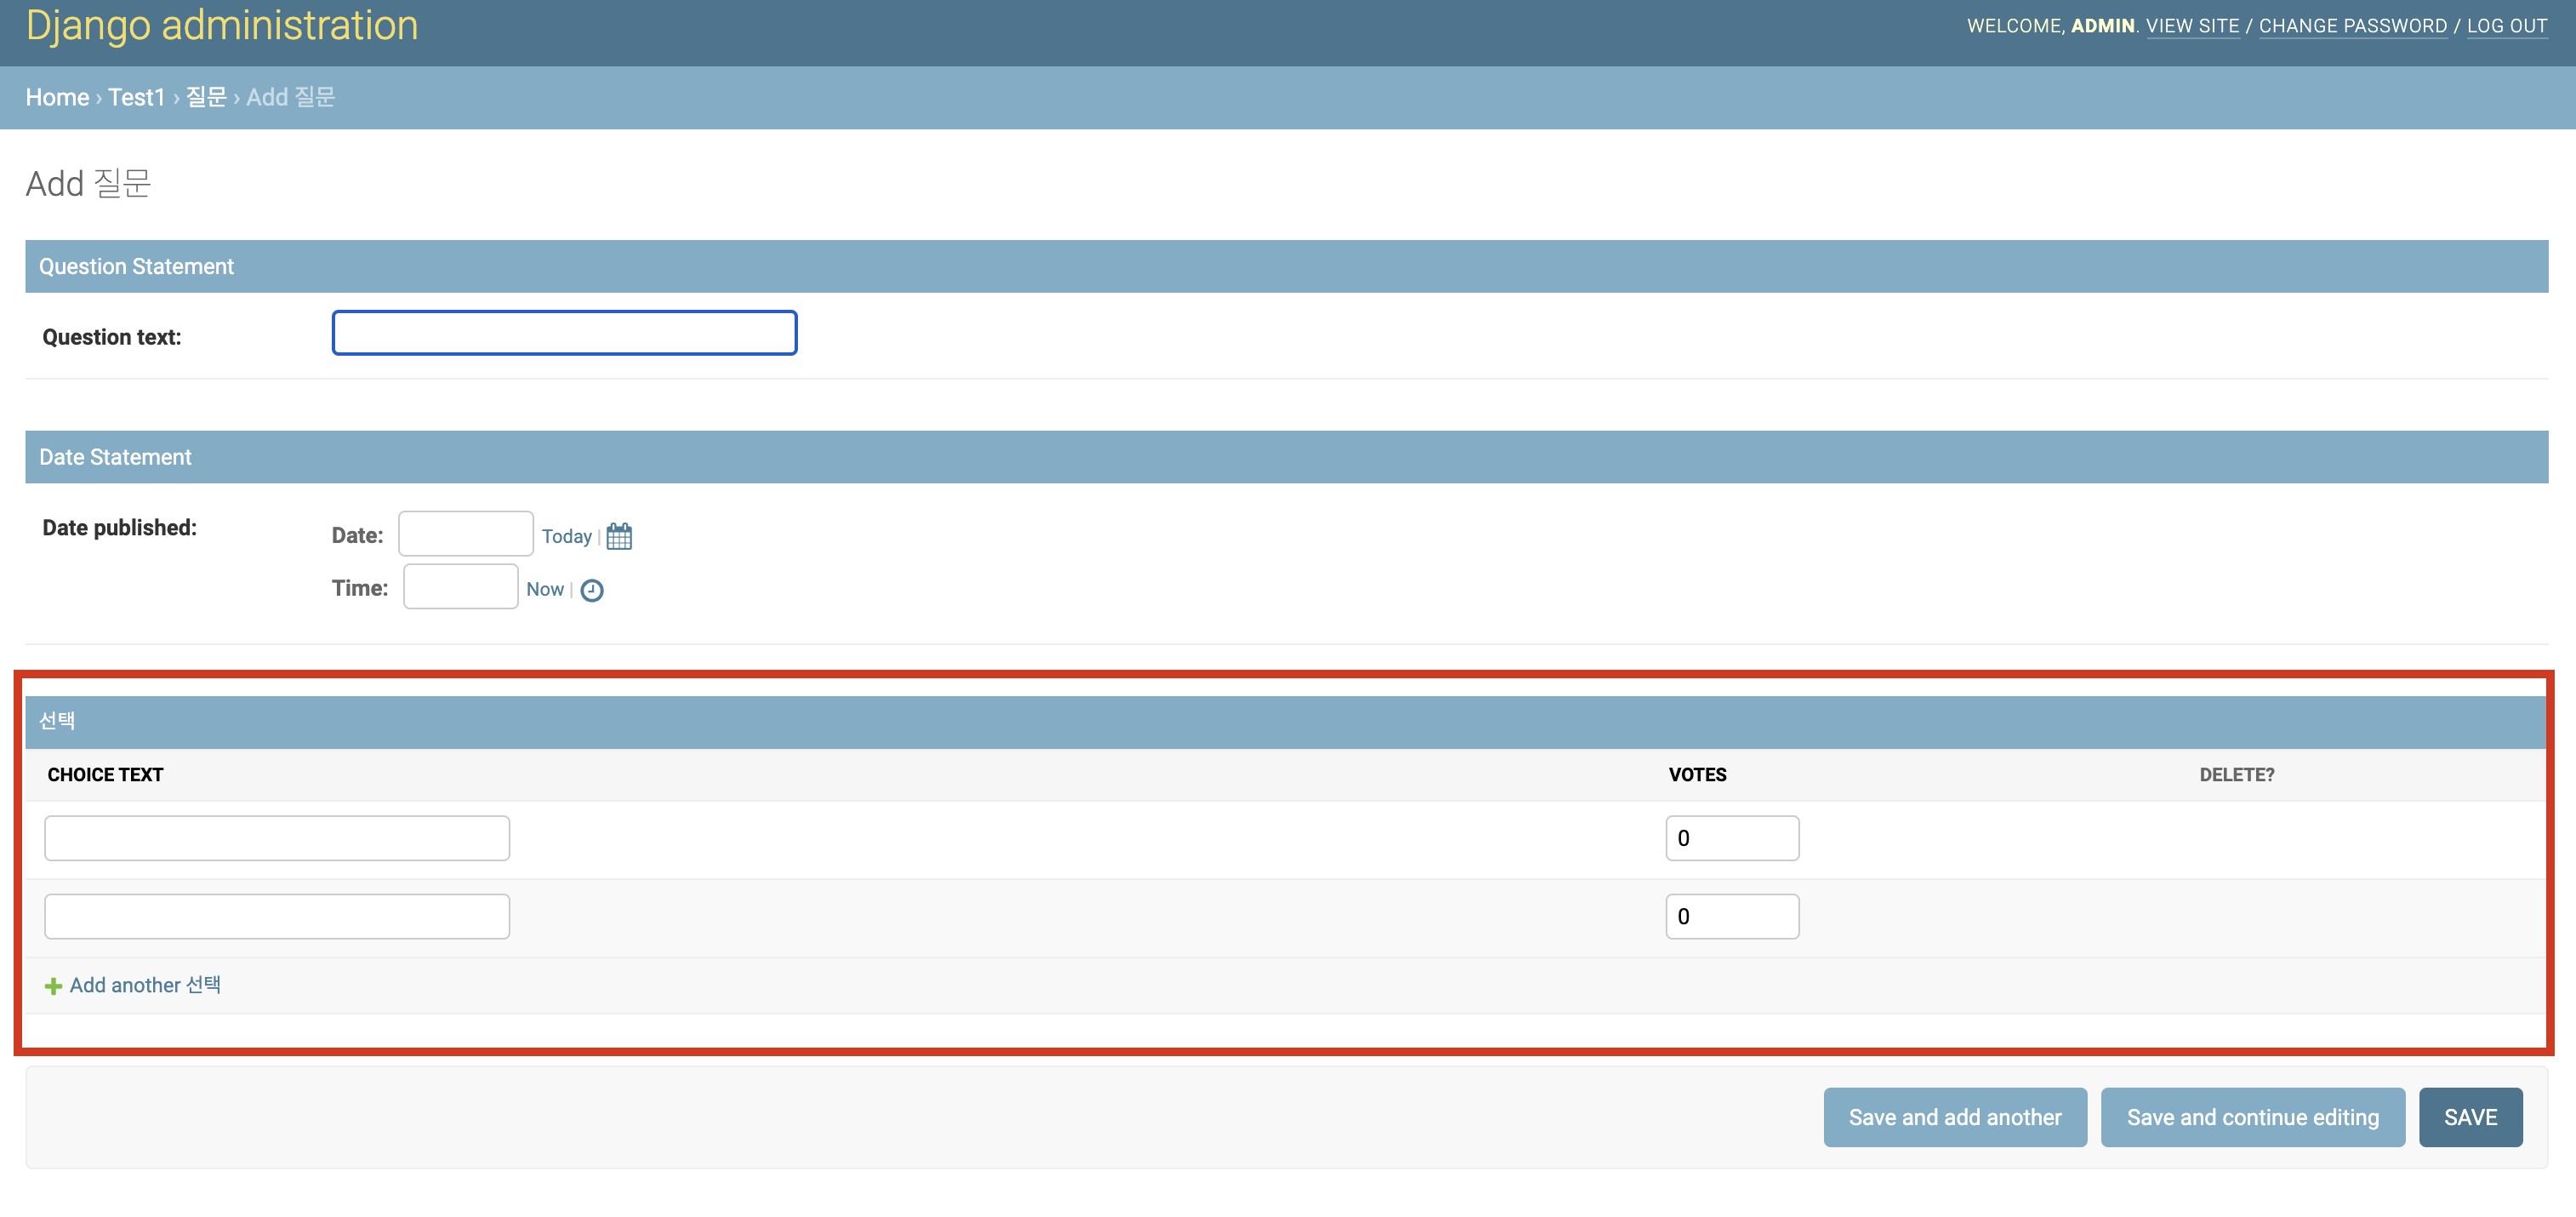 Django administration
WELCOME, ADMIN. VIEW SITE / CHANGE PASSWORD / LOG OUT
Home › Test1 › 질문 › Add 질문
Add 질문
Question Statement
Question text:
Date Statement
Date published:
Date: Today |
Time: Now |
선택
CHOICE TEXT VOTES DELETE?
0
0
Add another 선택
Save and add another Save and continue editing SAVE